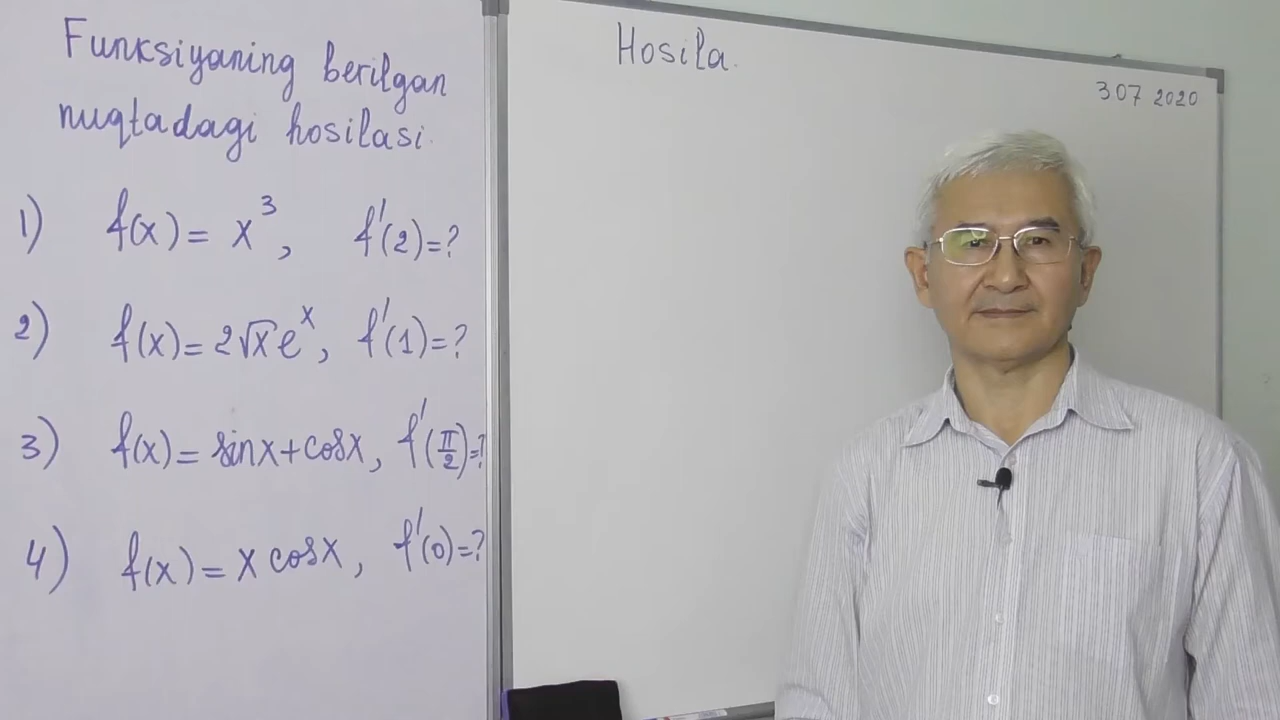 Funksiyaning berilgan
nuqtadagi hosilasi.
1) f(x) = x³, f'(2)=?
2) f(x) = 2√x eˣ, f'(1)=?
3) f(x) = sinx+cosx, f'(π/2)=?
4) f(x) = x cosx, f'(0)=?
Hosila.
3 07 2020